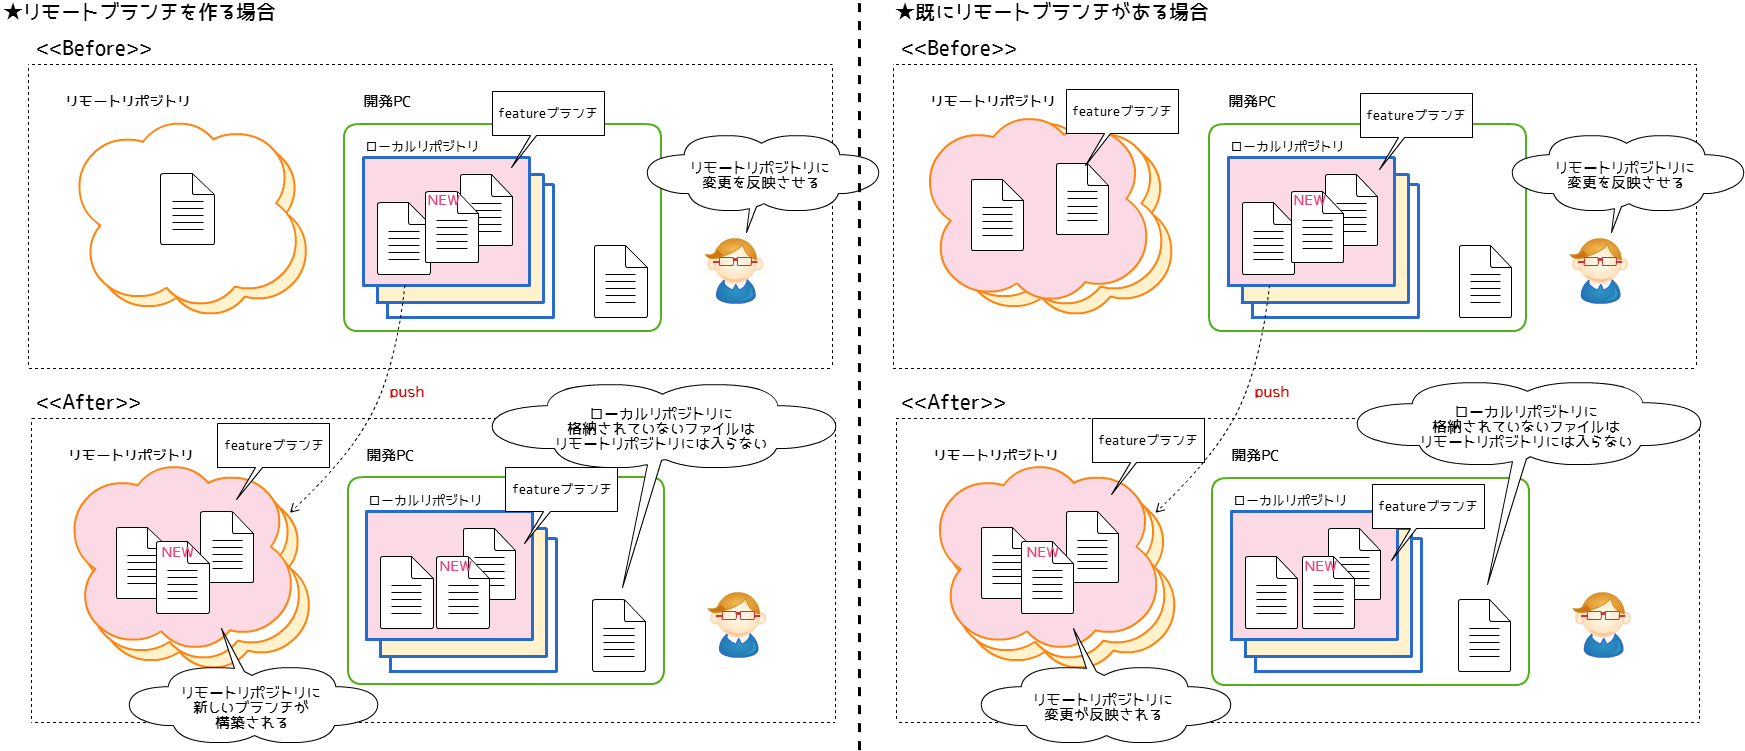 ★リモートブランチを作る場合
<<Before>>
リモートリポジトリ
開発PC
featureブランチ
ローカルリポジトリ
NEW
リモートリポジトリに
変更を反映させる
push
<<After>>
リモートリポジトリ
featureブランチ
NEW
開発PC
ローカルリポジトリに
格納されていないファイルは
リモートリポジトリには入らない
featureブランチ
ローカルリポジトリ
NEW
リモートリポジトリに
新しいブランチが
構築される
★既にリモートブランチがある場合
<<Before>>
リモートリポジトリ
featureブランチ
開発PC
featureブランチ
ローカルリポジトリ
NEW
リモートリポジトリに
変更を反映させる
push
<<After>>
リモートリポジトリ
featureブランチ
NEW
開発PC
ローカルリポジトリに
格納されていないファイルは
リモートリポジトリには入らない
featureブランチ
ローカルリポジトリ
NEW
リモートリポジトリに
変更が反映される